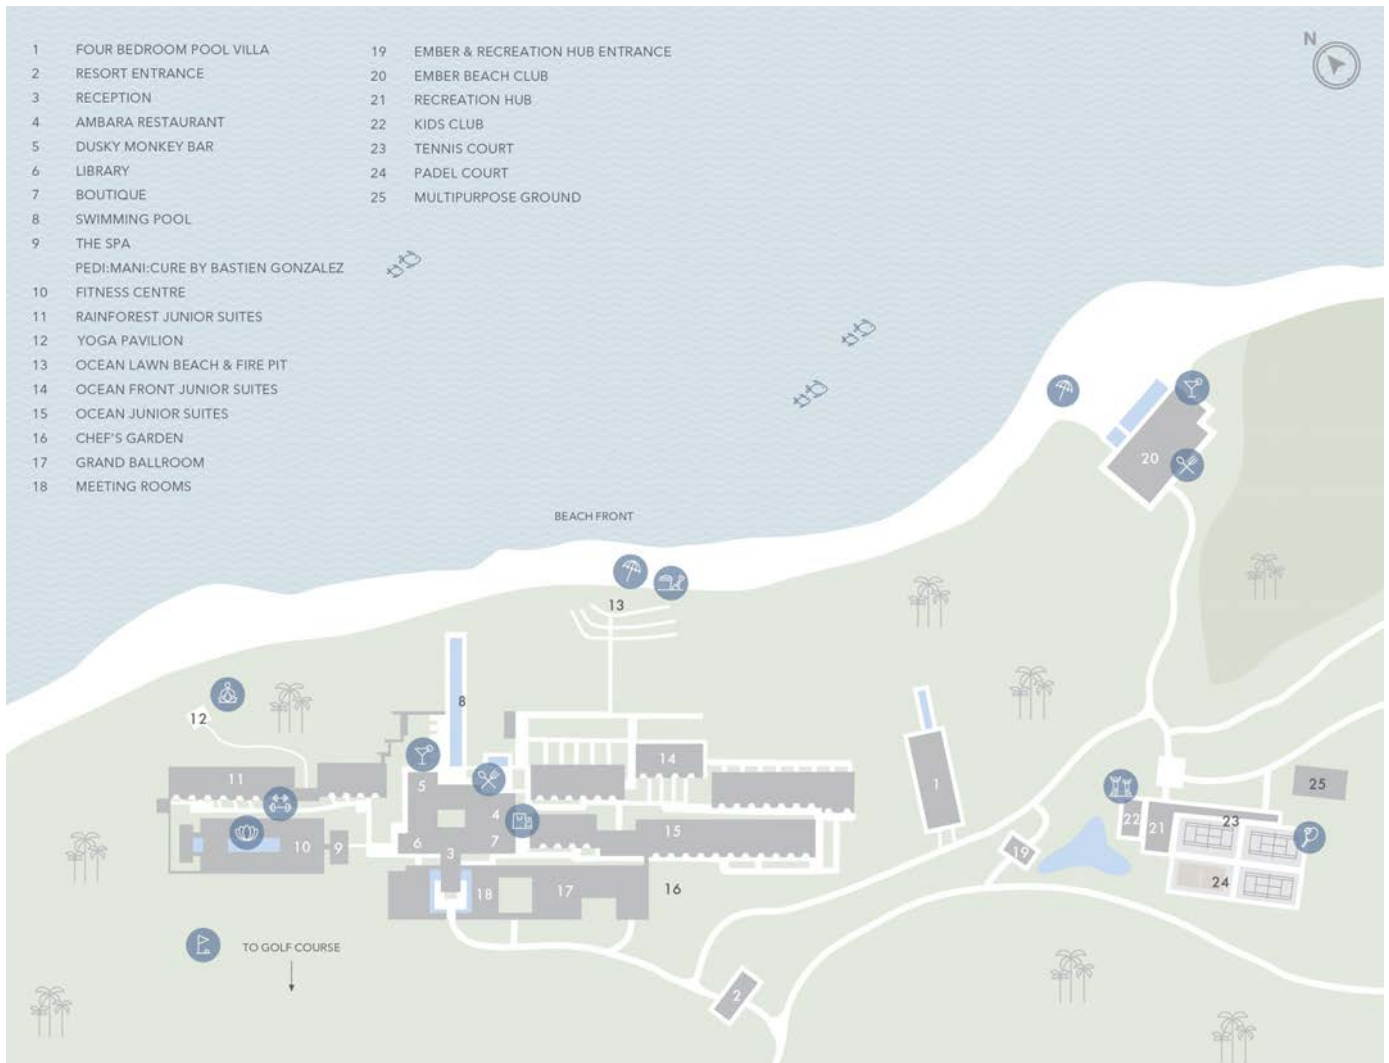 1 FOUR BEDROOM POOL VILLA
2 RESORT ENTRANCE
3 RECEPTION
4 AMBARA RESTAURANT
5 DUSKY MONKEY BAR
6 LIBRARY
7 BOUTIQUE
8 SWIMMING POOL
9 THE SPA
PEDI:MANI:CURE BY BASTIEN GONZALEZ
10 FITNESS CENTRE
11 RAINFOREST JUNIOR SUITES
12 YOGA PAVILION
13 OCEAN LAWN BEACH & FIRE PIT
14 OCEAN FRONT JUNIOR SUITES
15 OCEAN JUNIOR SUITES
16 CHEF'S GARDEN
17 GRAND BALLROOM
18 MEETING ROOMS
19 EMBER & RECREATION HUB ENTRANCE
20 EMBER BEACH CLUB
21 RECREATION HUB
22 KIDS CLUB
23 TENNIS COURT
24 PADEL COURT
25 MULTIPURPOSE GROUND
N
20
BEACH FRONT
13
8
12
14
11
5
1
25
4
22
21
23
15
6
7
3
10
9
19
24
18
17
16
TO GOLF COURSE
2